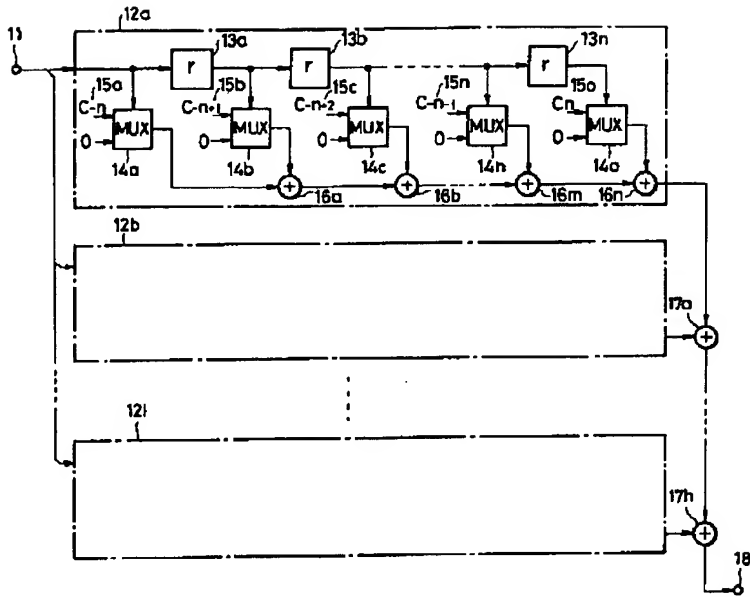 12a
11
13a
13b
13n
r
r
r
15a
15b
15c
15n
15o
C-n
C-n+1
C-n-2
C-n-1
Cn
MUX
MUX
MUX
MUX
MUX
0
0
0
0
0
14a
14b
14c
14n
14o
+
+
+
+
16a
16b
16m
16n
12b
17a
+
12l
17h
+
18